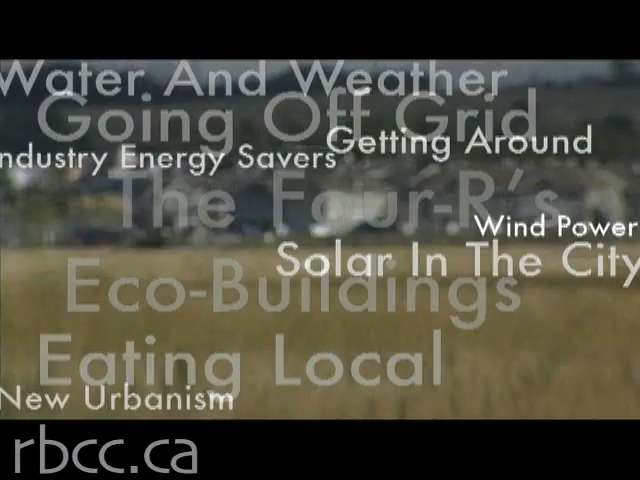 Water And Weather
Going Off Grid
Getting Around
ndustry Energy Savers
The Four-R's
Wind Power
Solar In The City
Eco-Buildings
Eating Local
New Urbanism
rbcc.ca